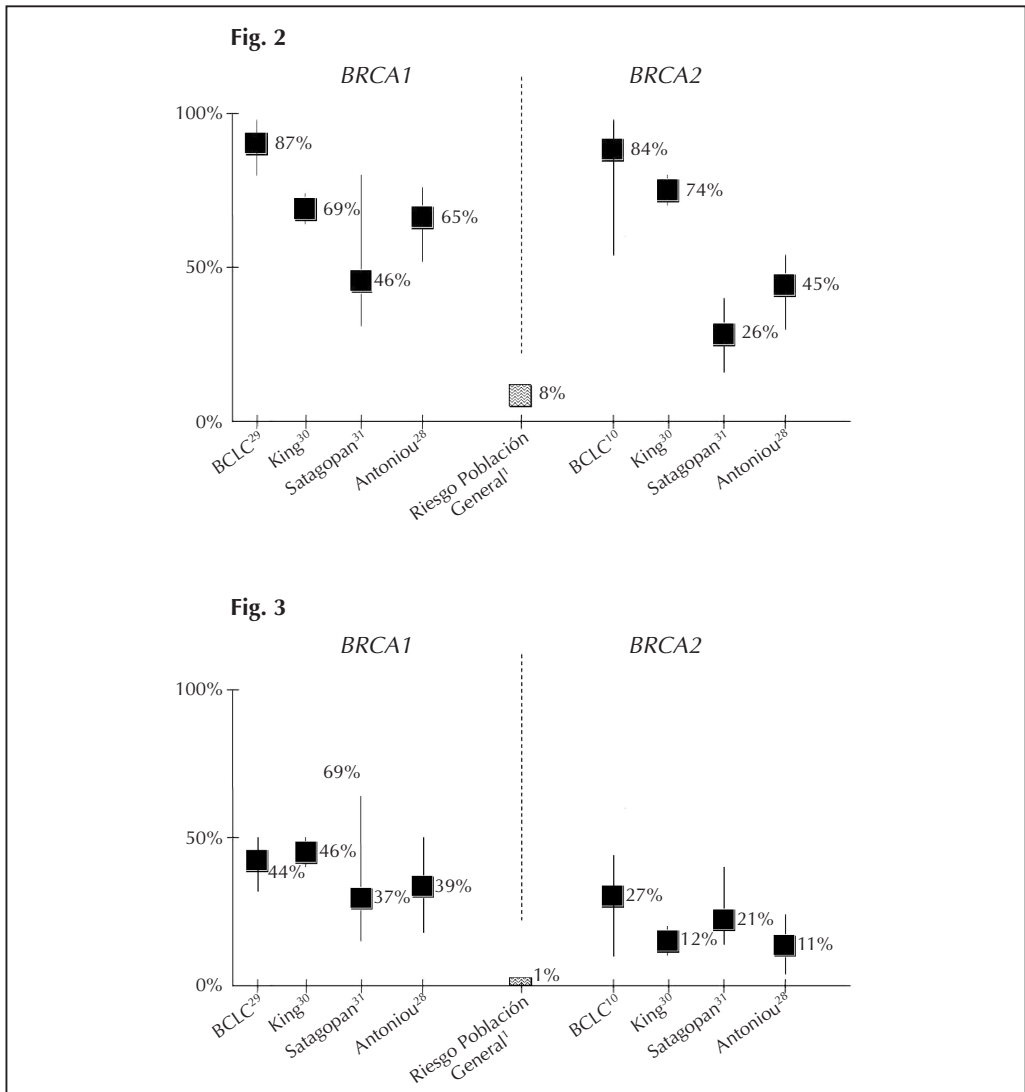 Fig. 2
BRCA1
BRCA2
100%
87%
84%
74%
69%
65%
50%
46%
45%
26%
8%
0%
BCLC²⁹
King³⁰
Satagopan³¹
Antoniou²⁸
Riesgo Población
General¹
BCLC¹⁰
King³⁰
Satagopan³¹
Antoniou²⁸
Fig. 3
BRCA1
BRCA2
100%
69%
50%
46%
44%
37%
39%
27%
12%
21%
11%
1%
0%
BCLC²⁹
King³⁰
Satagopan³¹
Antoniou²⁸
Riesgo Población
General¹
BCLC¹⁰
King³⁰
Satagopan³¹
Antoniou²⁸